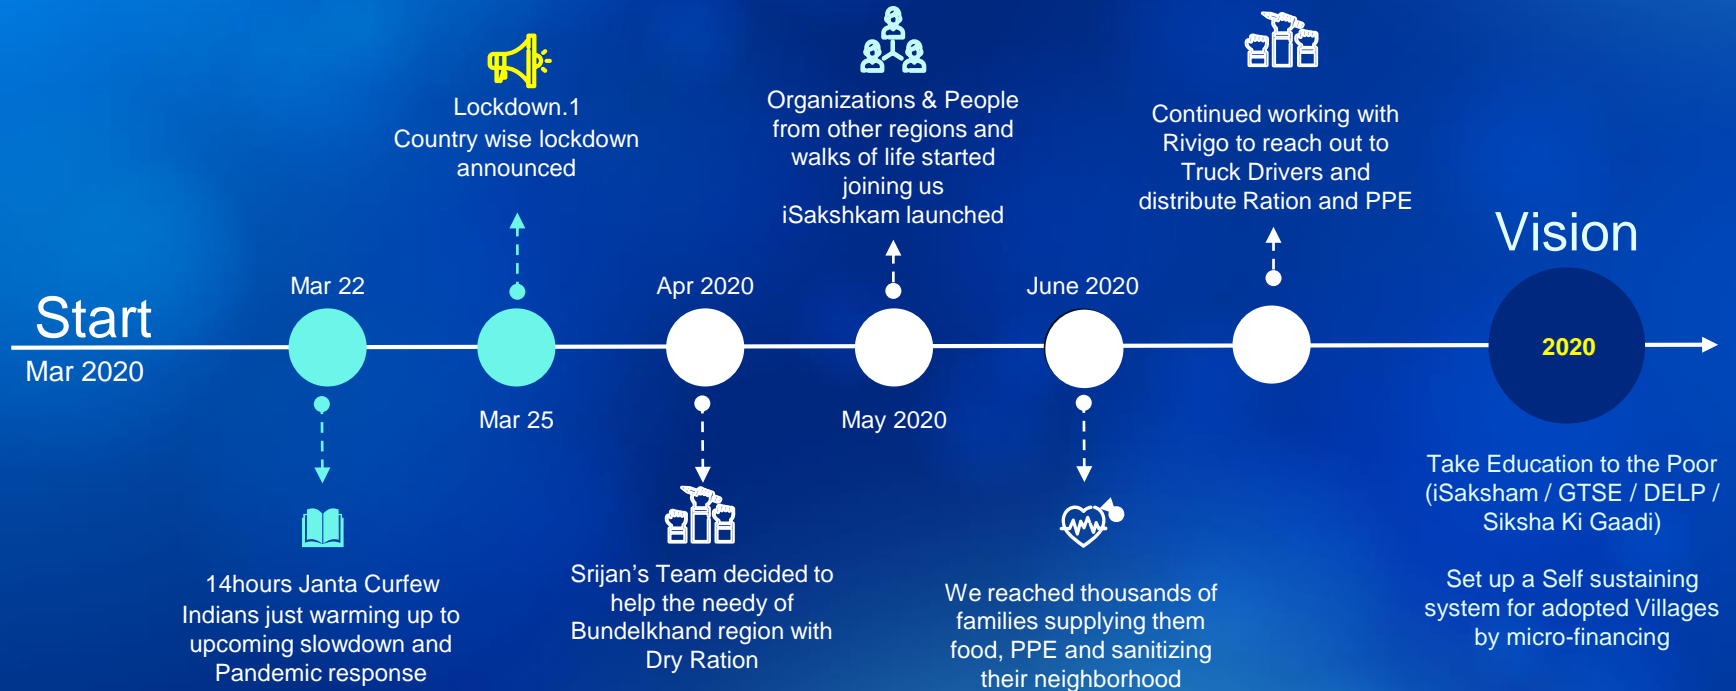 Start
Mar 2020
Mar 22
14hours Janta Curfew
Indians just warming up to
upcoming slowdown and
Pandemic response
Lockdown.1
Country wise lockdown
announced
Mar 25
Apr 2020
Srijan’s Team decided to
help the needy of
Bundelkhand region with
Dry Ration
Organizations & People
from other regions and
walks of life started
joining us
iSakshkam launched
May 2020
June 2020
We reached thousands of
families supplying them
food, PPE and sanitizing
their neighborhood
Continued working with
Rivigo to reach out to
Truck Drivers and
distribute Ration and PPE
Vision
2020
Take Education to the Poor
(iSaksham / GTSE / DELP /
Siksha Ki Gaadi)
Set up a Self sustaining
system for adopted Villages
by micro-financing